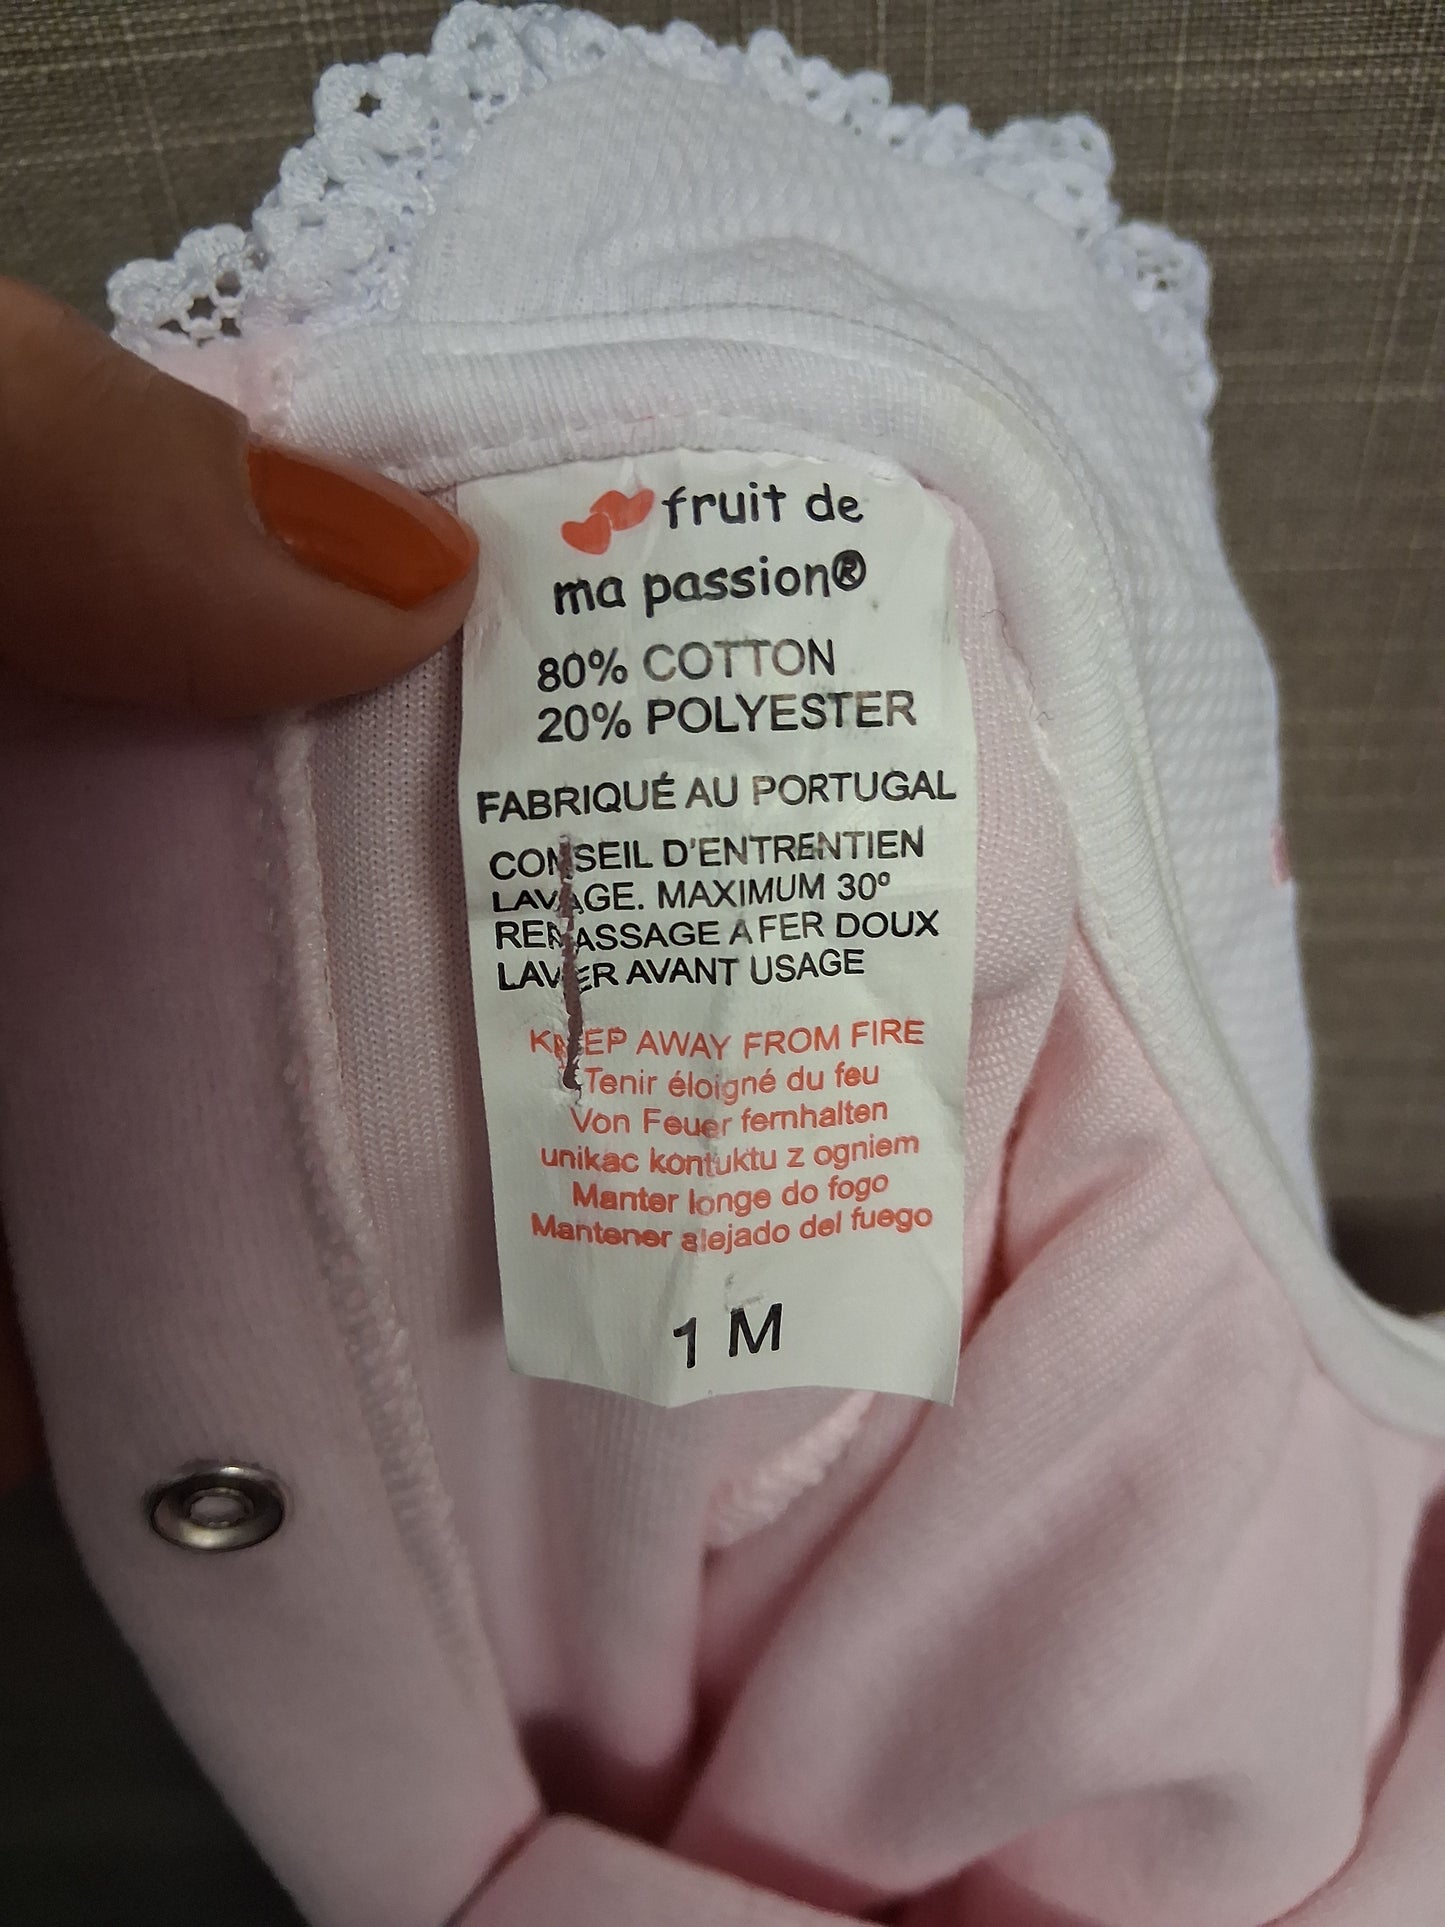 fruit de
ma passion®
80% COTTON
20% POLYESTER
FABRIQUÉ AU PORTUGAL
CONSEIL D'ENTRETIEN
LAVAGE. MAXIMUM 30º
REPASSAGE A FER DOUX
LAVER AVANT USAGE
KEEP AWAY FROM FIRE
Tenir éloigné du feu
Von Feuer fernhalten
unikac kontuktu z ogniem
Manter longe do fogo
Mantener alejado del fuego
1 M